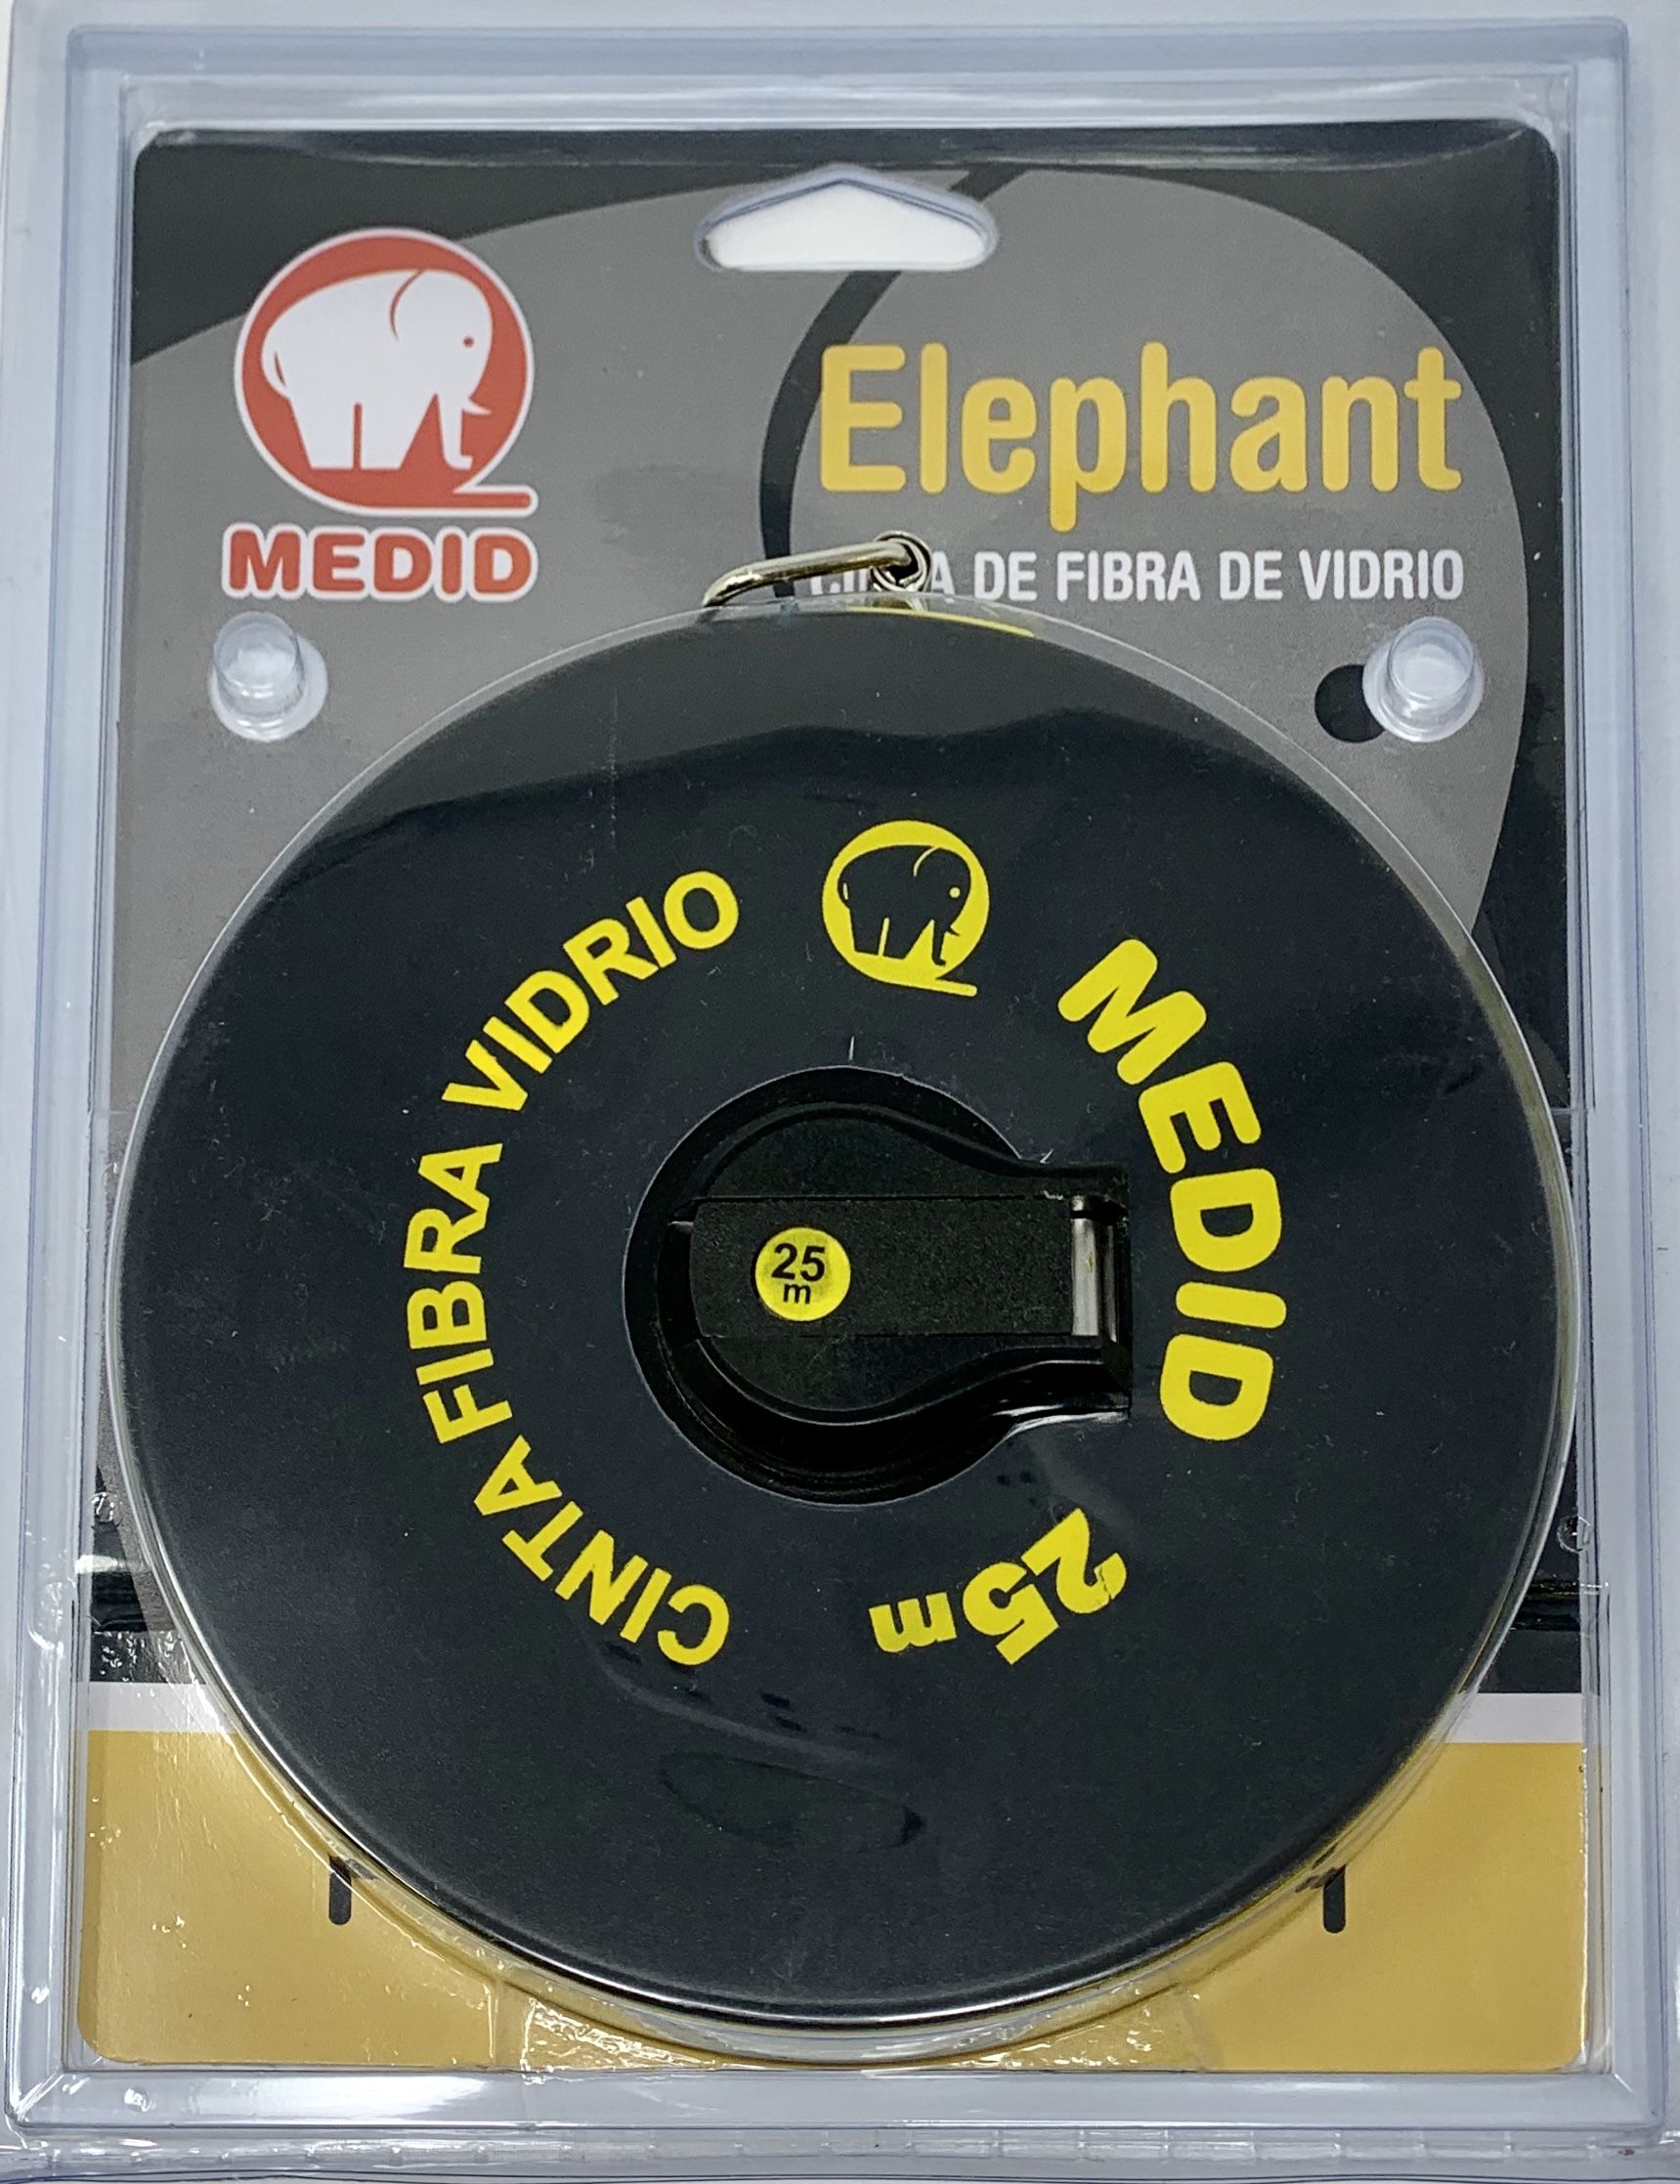 MEDID
Elephant
DE FIBRA DE VIDRIO
CINTA FIBRA VIDRIO
MEDID
25m
25
m